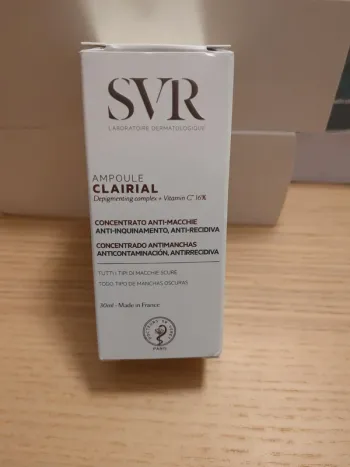 SVR
LABORATOIRE DERMATOLOGIQUE
AMPOULE
CLAIRIAL
Depigmenting complex + Vitamin C* 16%
CONCENTRATO ANTI-MACCHIE
ANTI-INQUINAMENTO, ANTI-RECIDIVA
CONCENTRADO ANTIMANCHAS
ANTICONTAMINACIÓN, ANTIRRECIDIVA
TUTTI I TIPI DI MACCHIE SCURE
TODO TIPO DE MANCHAS OSCURAS
30ml - Made in France
PARIS